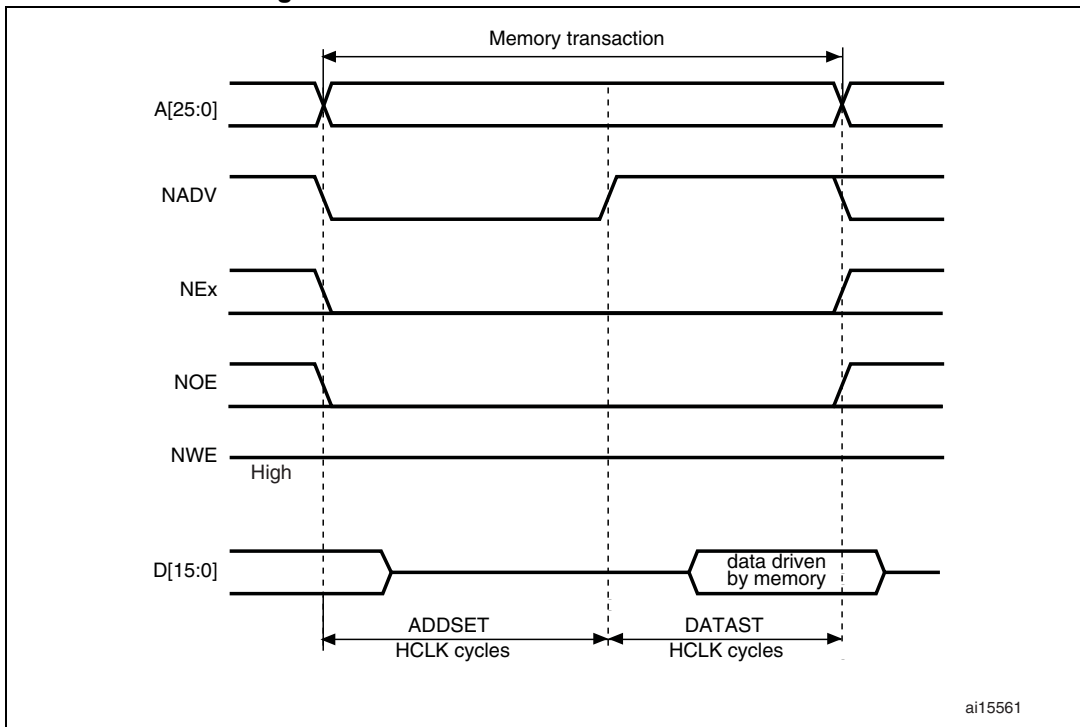 Memory transaction
A[25:0]
NADV
NEx
NOE
NWE
High
D[15:0]
data driven
by memory
ADDSET
HCLK cycles
DATAST
HCLK cycles
ai15561